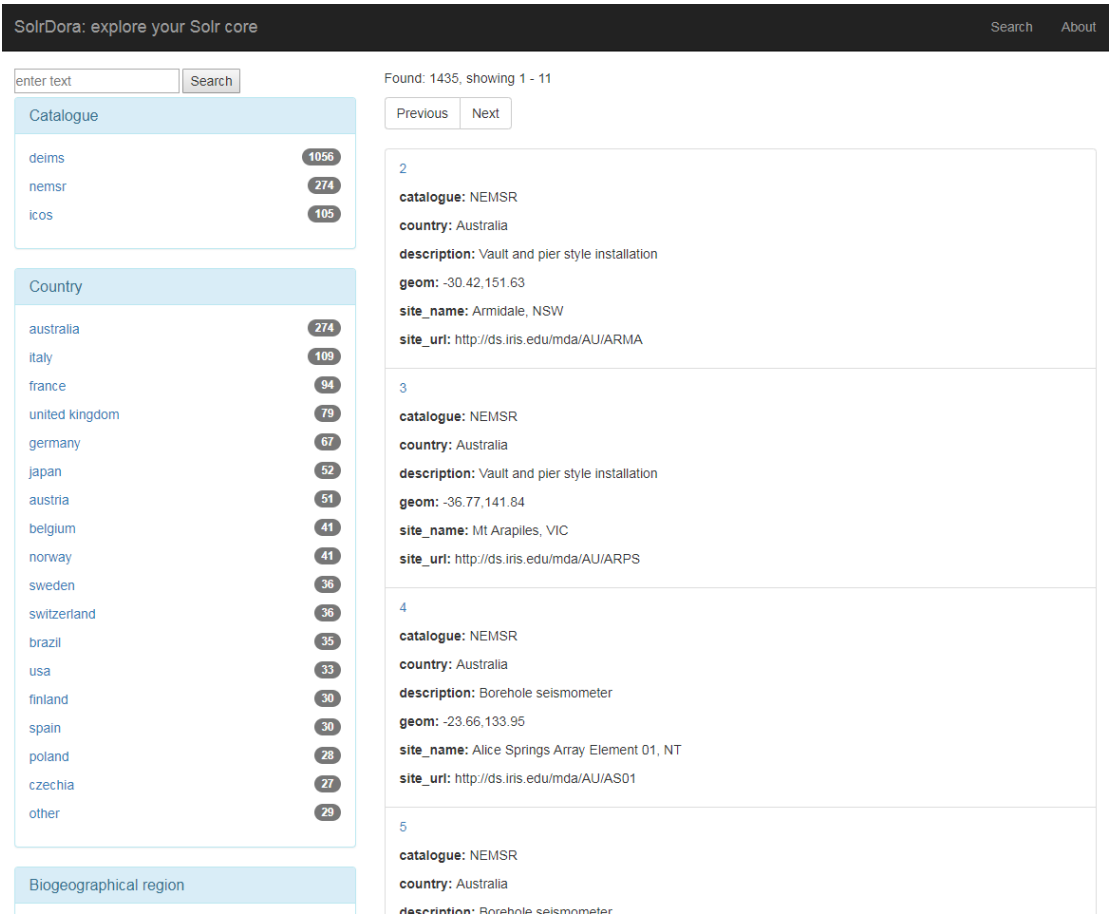 SolrDora: explore your Solr core Search About
enter text Search
Catalogue
deims 1056
nemsr 274
icos 105
Country
australia 274
italy 109
france 94
united kingdom 79
germany 67
japan 52
austria 51
belgium 41
norway 41
sweden 36
switzerland 36
brazil 35
usa 33
finland 30
spain 30
poland 28
czechia 27
other 29
Biogeographical region
Found: 1435, showing 1 - 11
Previous Next
2
catalogue: NEMSR
country: Australia
description: Vault and pier style installation
geom: -30.42,151.63
site_name: Armidale, NSW
site_url: http://ds.iris.edu/mda/AU/ARMA
3
catalogue: NEMSR
country: Australia
description: Vault and pier style installation
geom: -36.77,141.84
site_name: Mt Arapiles, VIC
site_url: http://ds.iris.edu/mda/AU/ARPS
4
catalogue: NEMSR
country: Australia
description: Borehole seismometer
geom: -23.66,133.95
site_name: Alice Springs Array Element 01, NT
site_url: http://ds.iris.edu/mda/AU/AS01
5
catalogue: NEMSR
country: Australia
description: Borehole seismometer